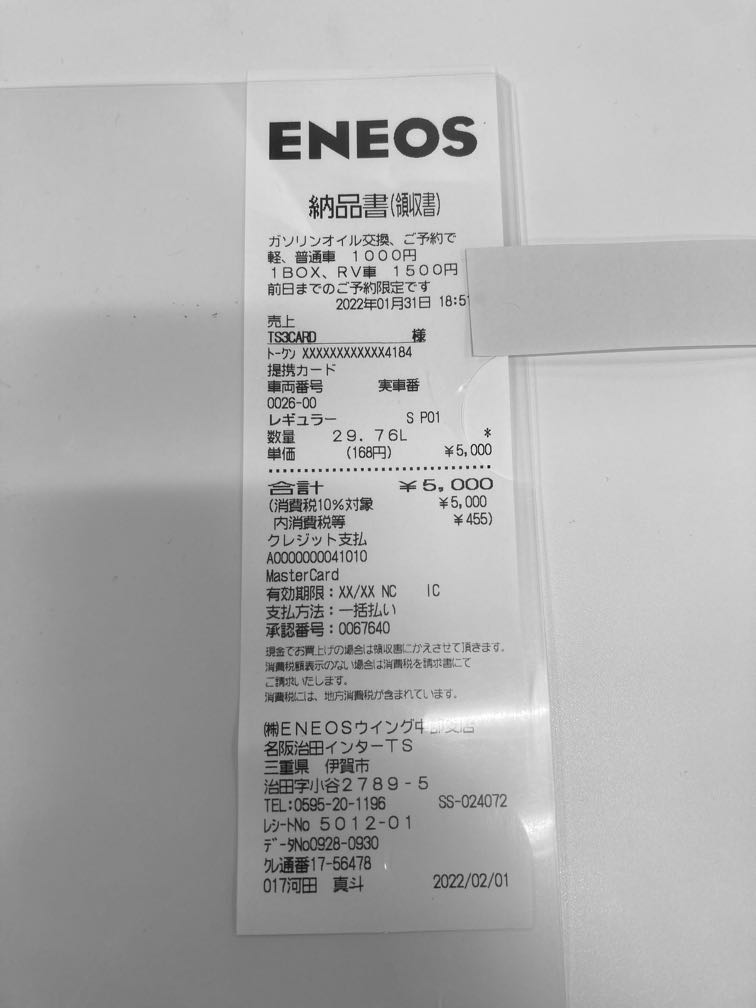 ENEOS
納品書(領収書)
ガソリンオイル交換、ご予約で
軽、普通車 1000円
1BOX、RV車 1500円
前日までのご予約限定です
2022年01月31日 18:5
売上
TS3CARD 様
トークン XXXXXXXXXXXX4184
提携カード
車両番号 実車番
0026-00
レギュラー S P01
数量 29.76L *
単価 (168円) ¥5,000
合計 ¥5,000
(消費税10%対象 ¥5,000
内消費税等 ¥455)
クレジット支払
A0000000041010
MasterCard
有効期限:XX/XX NC IC
支払方法:一括払い
承認番号:0067640
現金でお買上げの場合は領収書にかえさせて頂きます。
消費税額表示のない場合は消費税を請求書にて
ご請求いたします。
消費税には、地方消費税が含まれています。
㈱ENEOSウイング中部支店
名阪治田インターTS
三重県 伊賀市
治田字小谷2789-5
TEL:0595-20-1196 SS-024072
レシートNo 5012-01
データNo0928-0930
クレ通番17-56478
017河田 真斗 2022/02/01